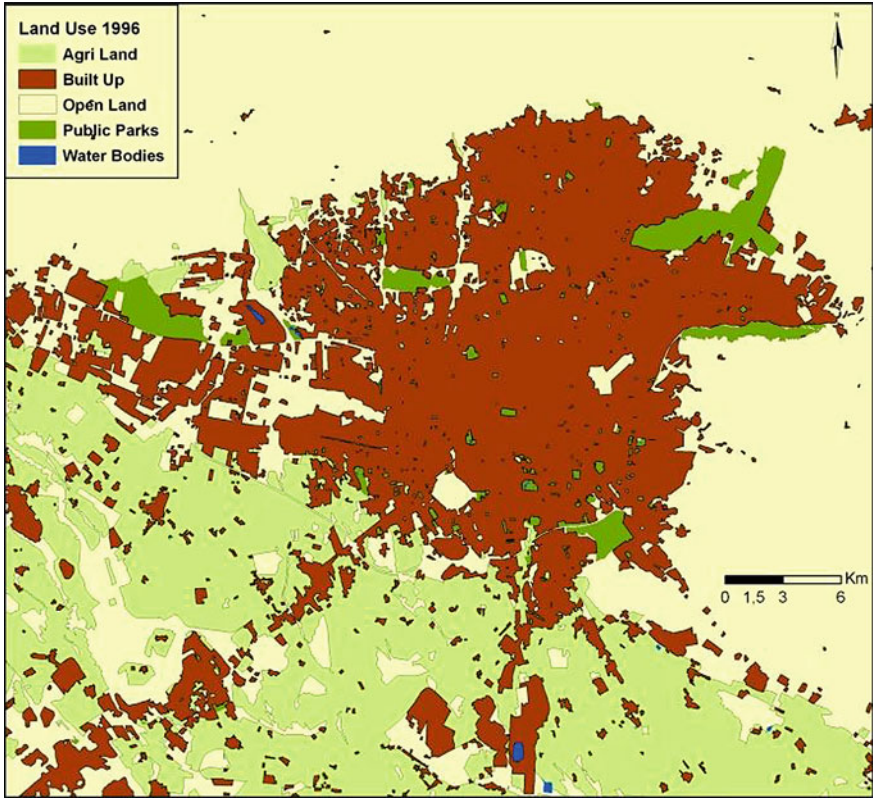 Land Use 1996
Agri Land
Built Up
Open Land
Public Parks
Water Bodies
N
Km
0 1,5 3 6